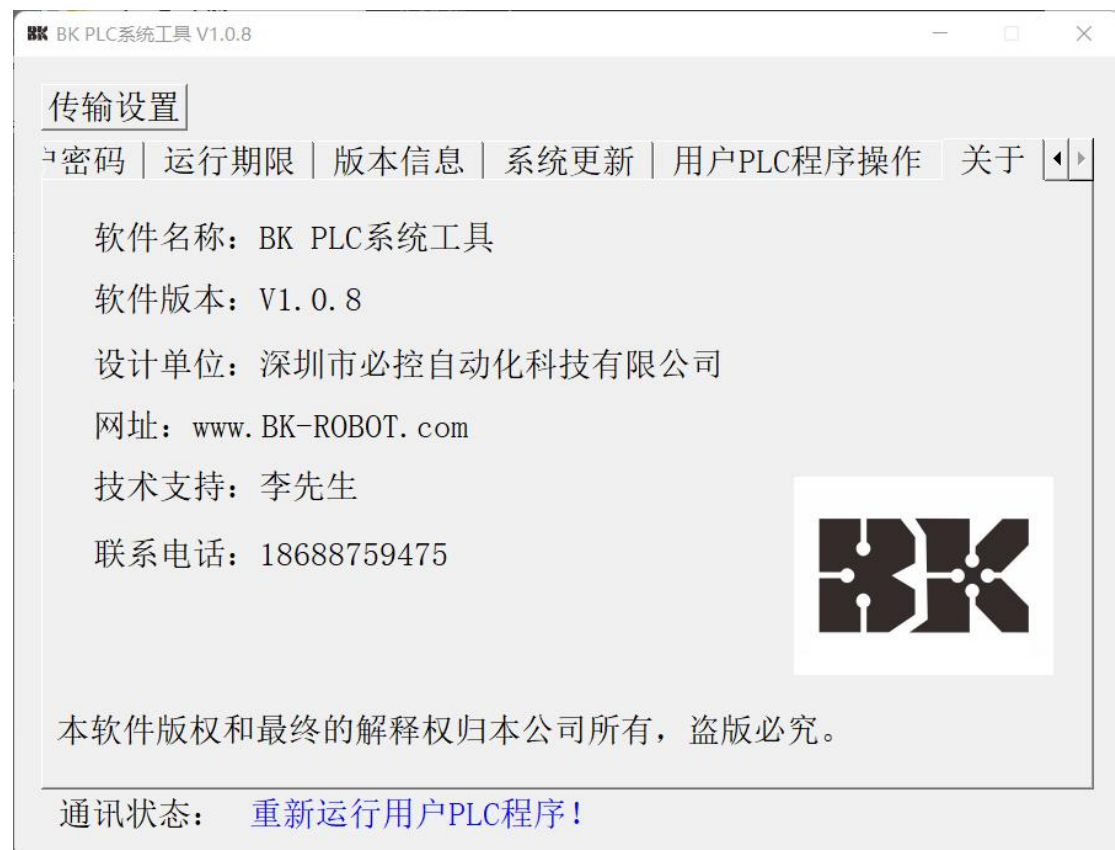 BK BK PLC系统工具 V1.0.8
传输设置
户密码 运行期限 版本信息 系统更新 用户PLC程序操作 关于
软件名称：BK PLC系统工具
软件版本：V1.0.8
设计单位：深圳市必控自动化科技有限公司
网址：www.BK-ROBOT.com
技术支持：李先生
联系电话：18688759475
BK
本软件版权和最终的解释权归本公司所有，盗版必究。
通讯状态： 重新运行用户PLC程序！